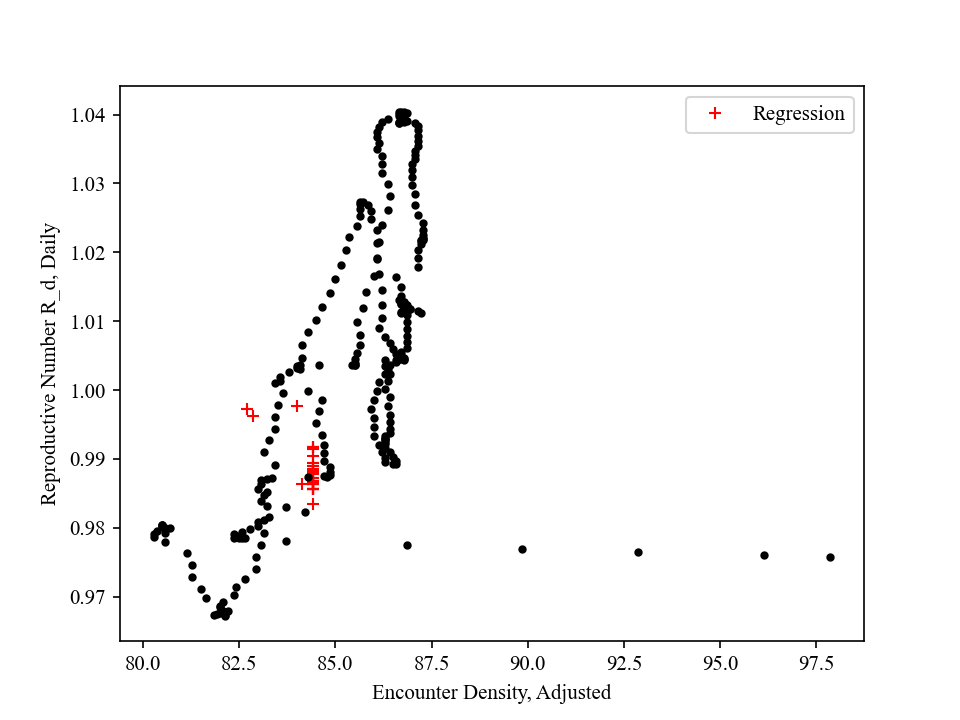 Regression
1.04
1.03
1.02
1.01
1.00
0.99
0.98
0.97
Reproductive Number R_d, Daily
80.0 82.5 85.0 87.5 90.0 92.5 95.0 97.5
Encounter Density, Adjusted